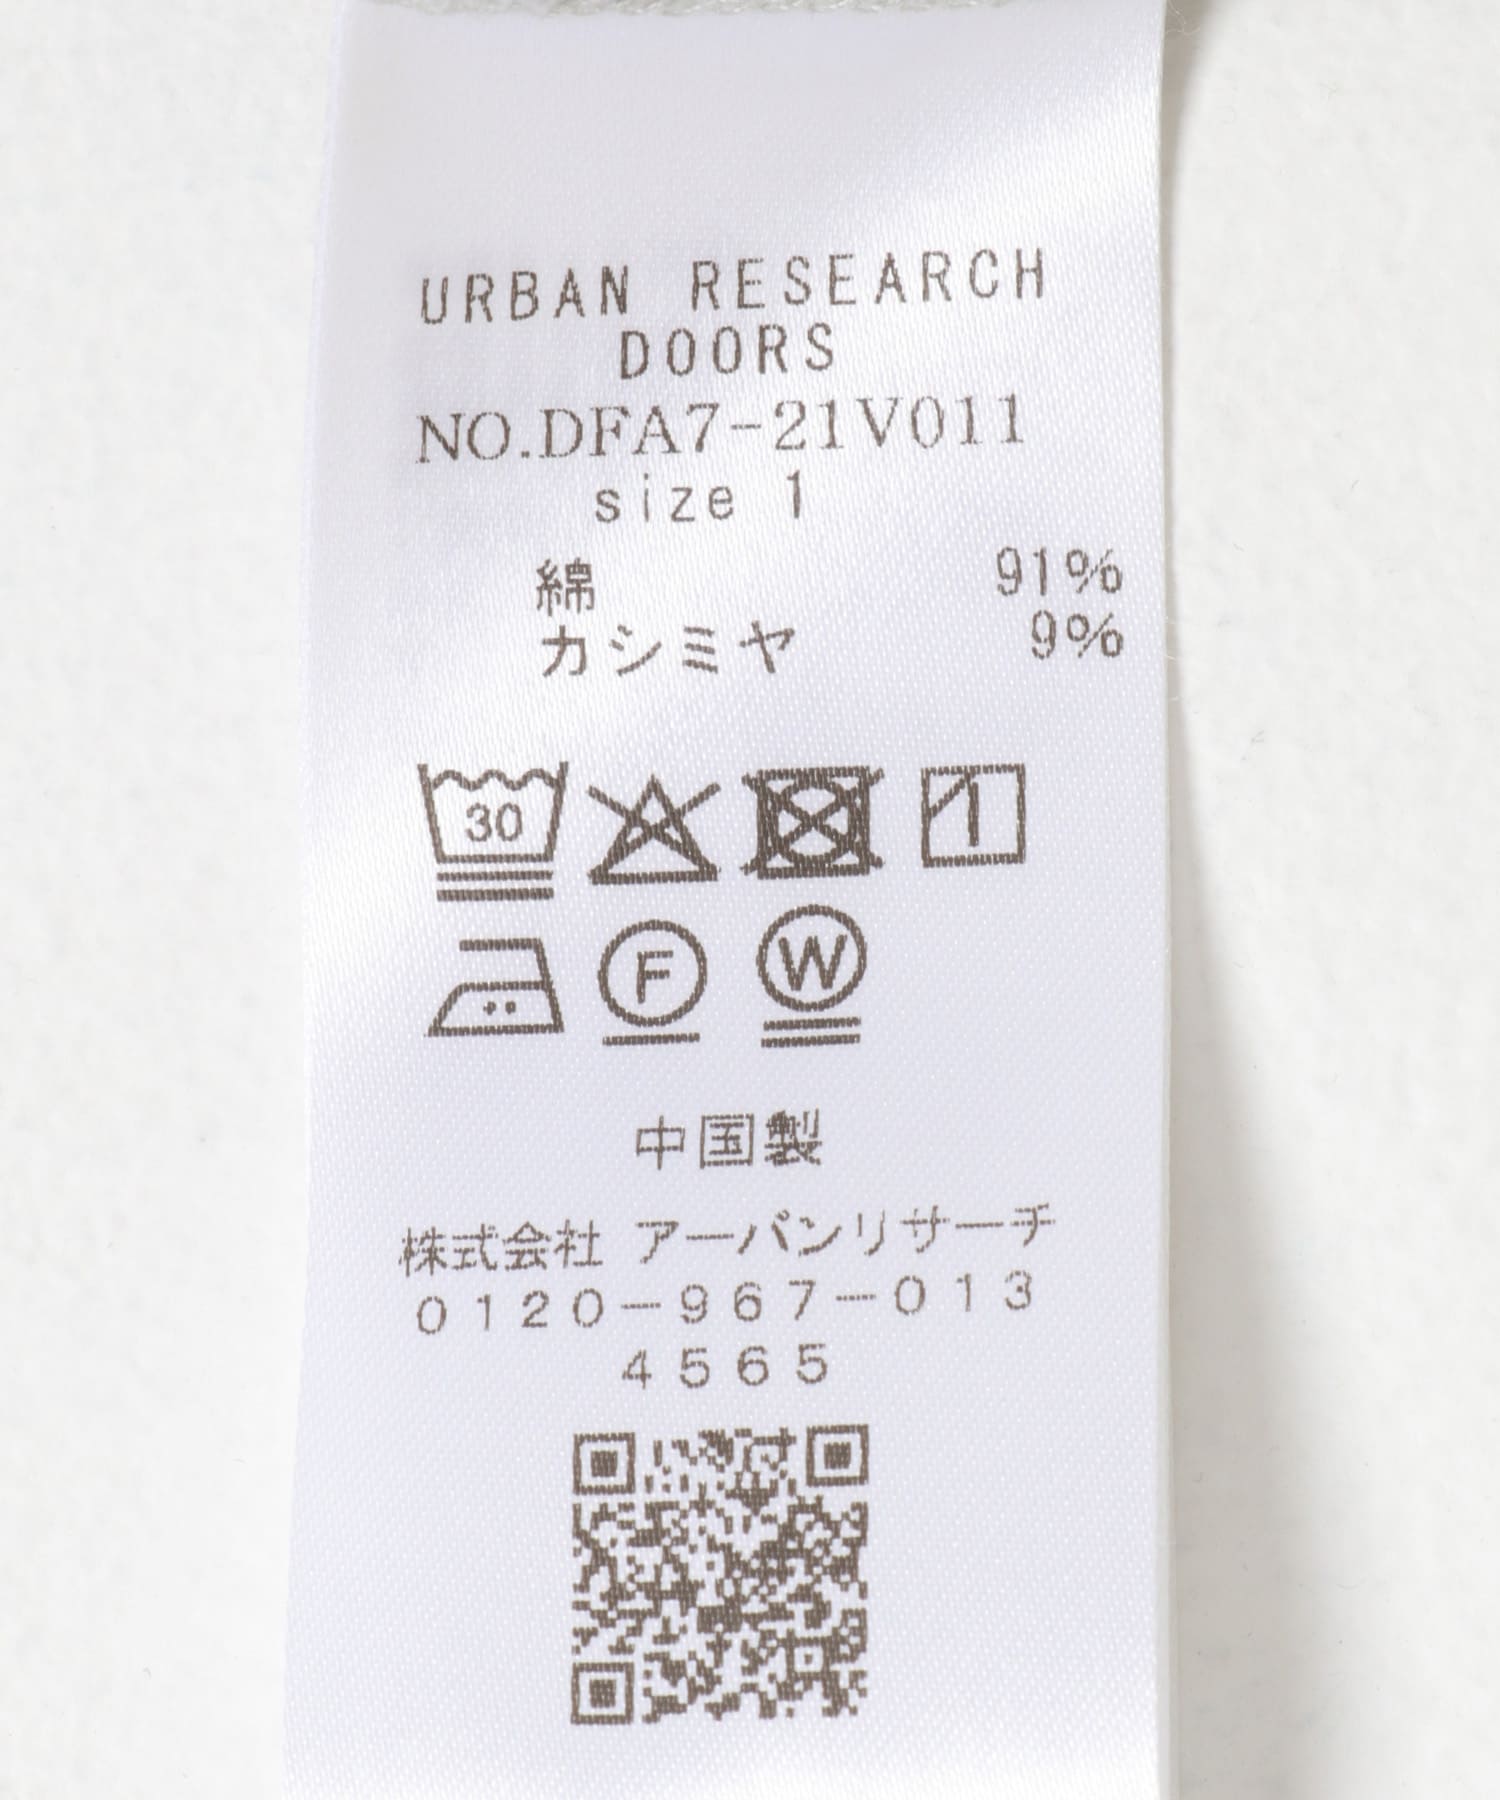 URBAN RESEARCH
DOORS
NO.DFA7-21V011
size 1
綿 91%
カシミヤ 9%
30
F W
中国製
株式会社 アーバンリサーチ
0120-967-013
4565